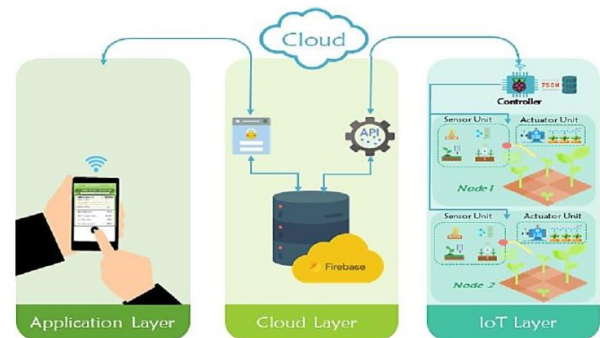 Cloud
API
JSON
Controller
Sensor Unit
Actuator Unit
Node 1
Sensor Unit
Actuator Unit
Node 2
Firebase
Application Layer
Cloud Layer
IoT Layer